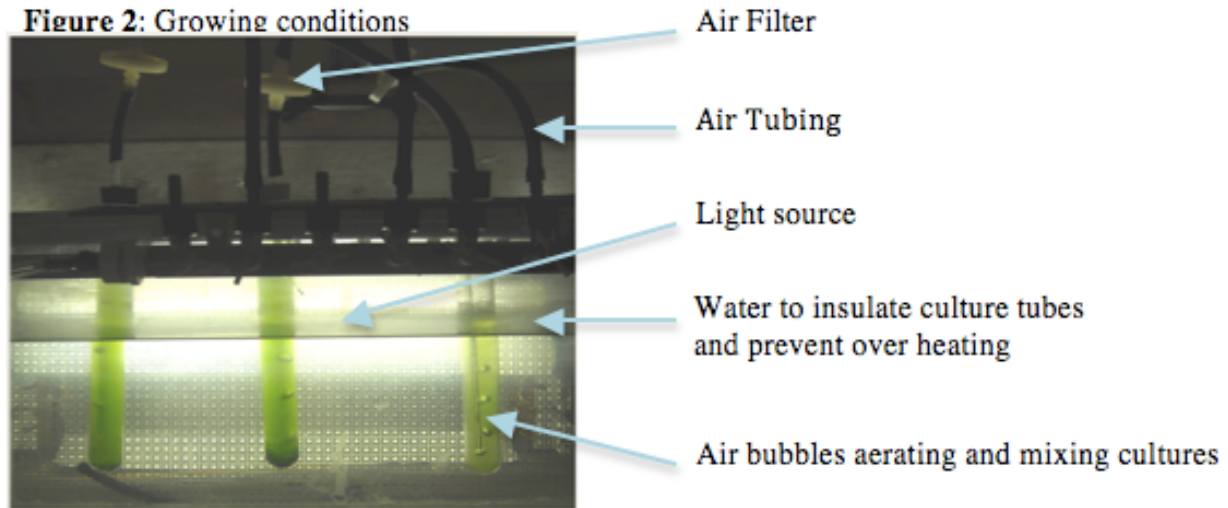 Figure 2: Growing conditions
Air Filter
Air Tubing
Light source
Water to insulate culture tubes
and prevent over heating
Air bubbles aerating and mixing cultures